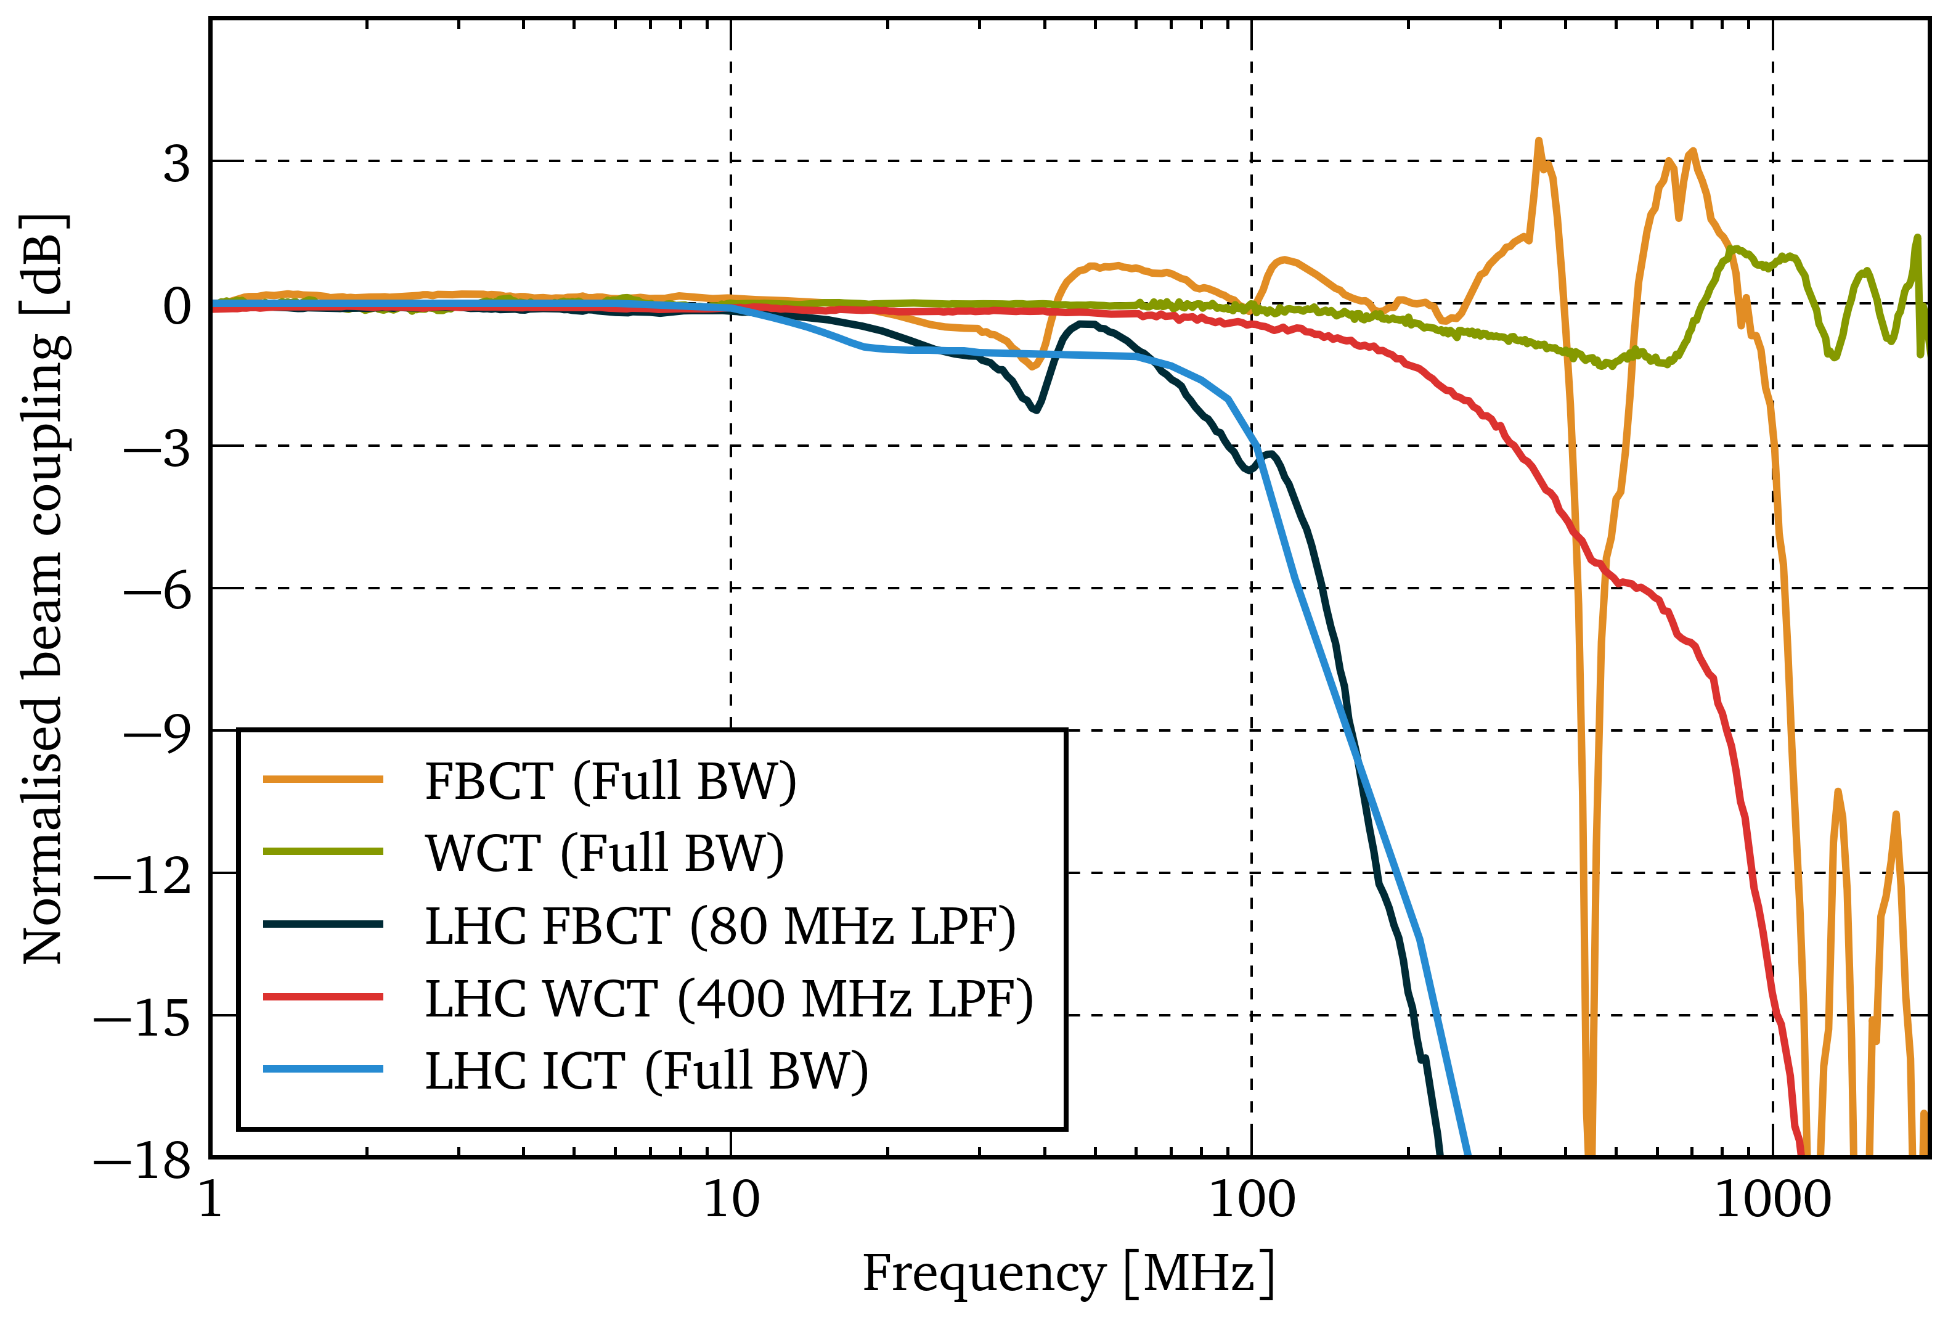 Normalised beam coupling [dB]
3
0
−3
−6
−9
−12
−15
−18
FBCT (Full BW)
WCT (Full BW)
LHC FBCT (80 MHz LPF)
LHC WCT (400 MHz LPF)
LHC ICT (Full BW)
1 10 100 1000
Frequency [MHz]